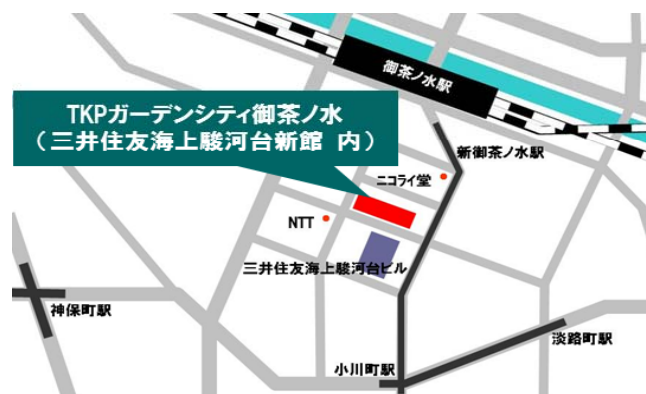 御茶ノ水駅
TKPガーデンシティ御茶ノ水
（三井住友海上駿河台新館 内）
新御茶ノ水駅
ニコライ堂
NTT
三井住友海上駿河台ビル
神保町駅
淡路町駅
小川町駅